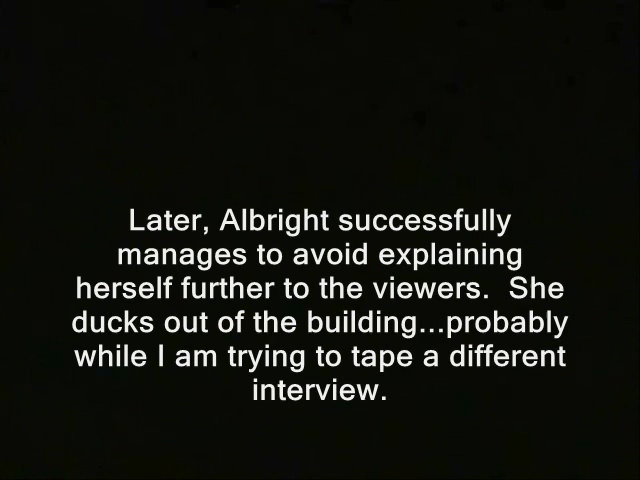 Later, Albright successfully
manages to avoid explaining
herself further to the viewers.  She
ducks out of the building...probably
while I am trying to tape a different
interview.